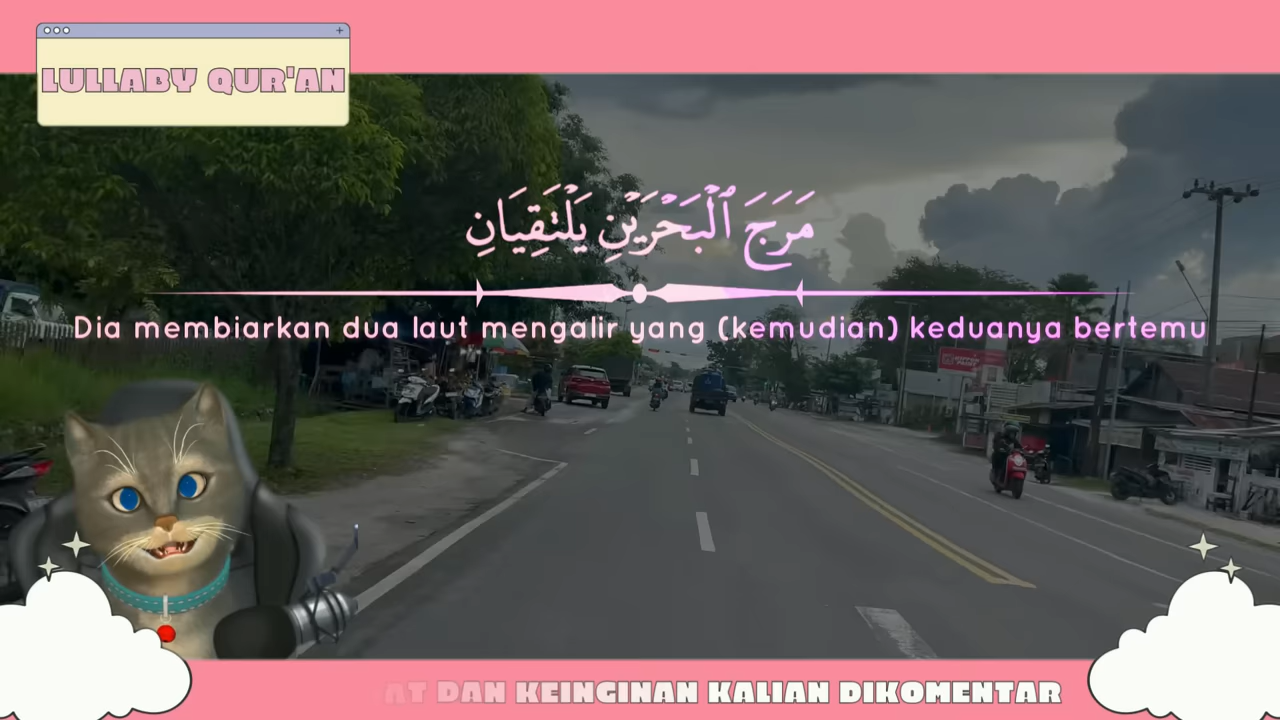 LULLABY QUR'AN
مَرَجَ ٱلْبَحْرَيْنِ يَلْتَقِيَانِ
Dia membiarkan dua laut mengalir yang (kemudian) keduanya bertemu
DAN KEINGINAN KALIAN DIKOMENTAR